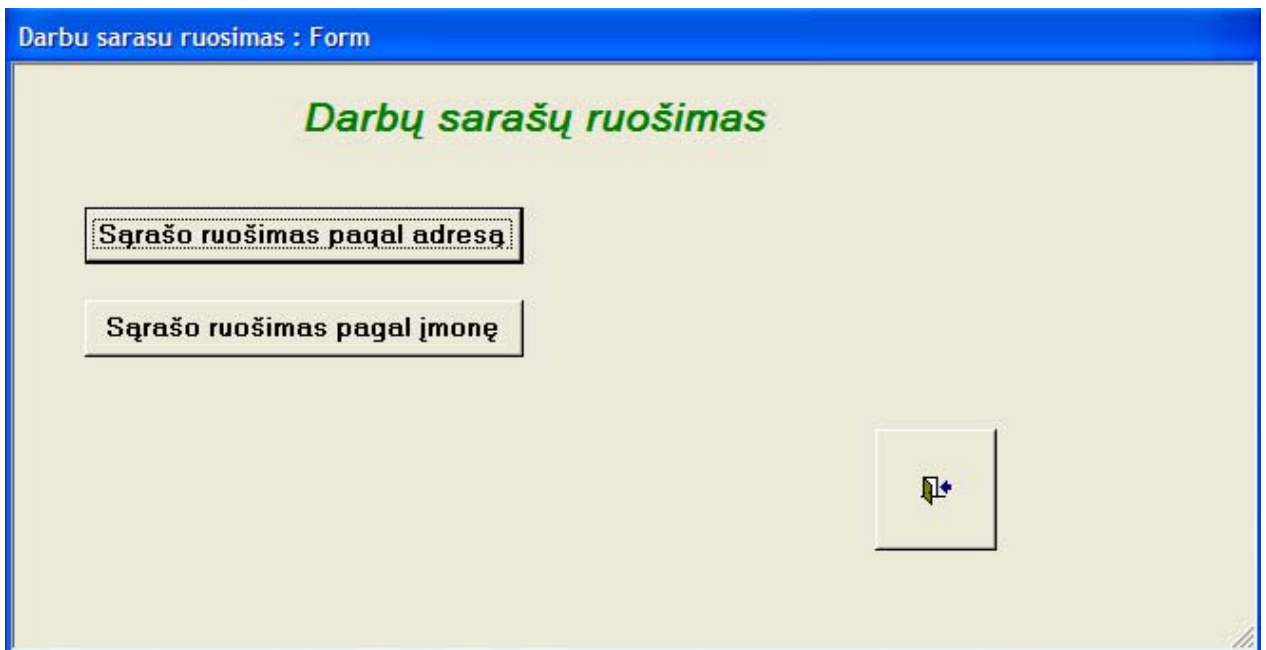 Darbu sarasu ruosimas : Form
Darbų sarašų ruošimas
Sąrašo ruošimas pagal adresą
Sąrašo ruošimas pagal įmonę